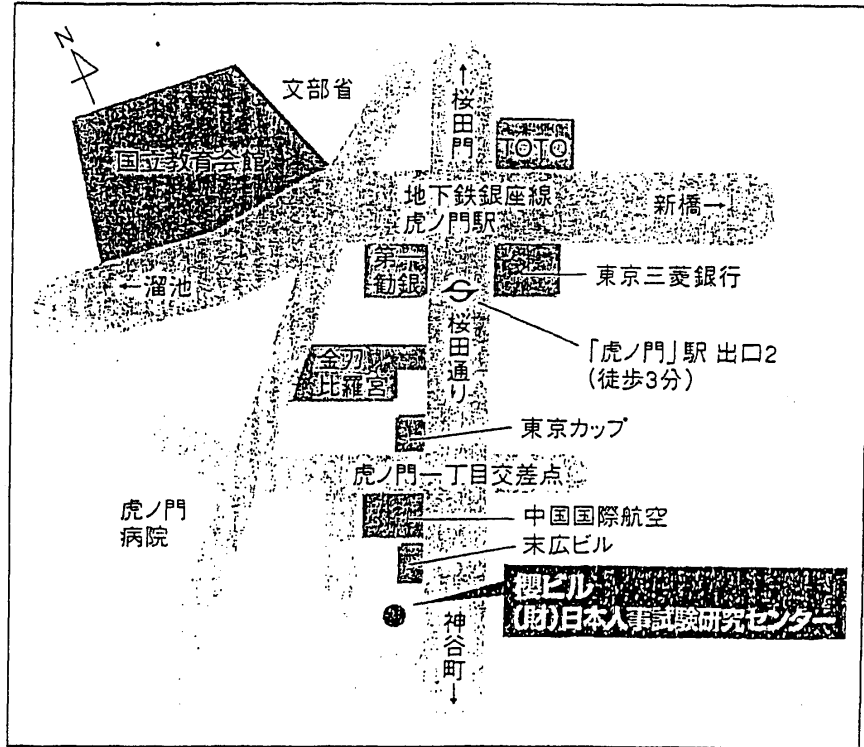 N
文部省
国立教育会館
↑桜田門
TOTO
地下鉄銀座線
虎ノ門駅
新橋→
←溜池
第一
勧銀
東京三菱銀行
桜田通り
「虎ノ門」駅 出口2
(徒歩3分)
金刀
比羅宮
東京カップ
虎ノ門一丁目交差点
虎ノ門
病院
中国国際航空
末広ビル
櫻ビル
(財)日本人事試験研究センター
神谷町↓